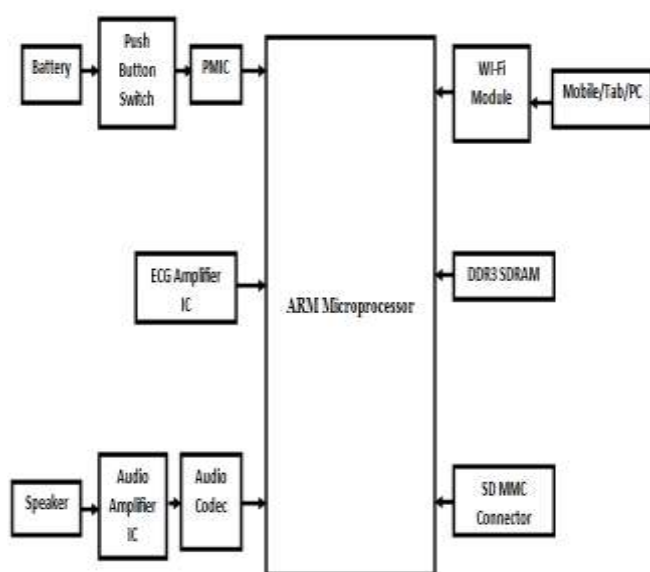 Battery
Push
Button
Switch
PMIC
WI-Fi
Module
Mobile/Tab/PC
ECG Amplifier
IC
ARM Microprocessor
DDR3 SDRAM
Speaker
Audio
Amplifier
IC
Audio
Codec
SD MMC
Connector